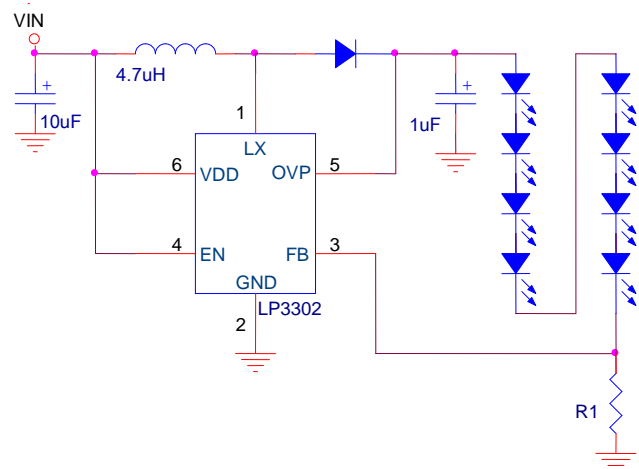 VIN
4.7uH
10uF
+
1
1uF
+
LX
6
VDD
OVP
5
4
EN
FB
3
GND
LP3302
2
R1